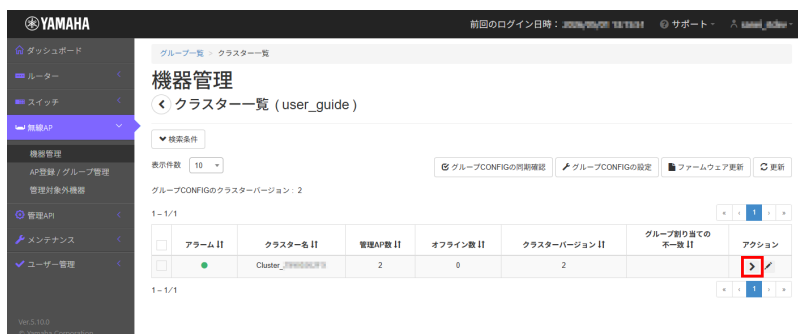 YAMAHA
前回のログイン日時：
サポート
ダッシュボード
グループ一覧 > クラスター一覧
ルーター
機器管理
スイッチ
クラスター一覧 ( user_guide )
無線AP
検索条件
機器管理
表示件数 10
グループCONFIGの同期確認 グループCONFIGの設定 ファームウェア更新 更新
AP登録 / グループ管理
管理対象外機器
グループCONFIGのクラスターバージョン : 2
管理API
1 – 1 / 1 « ‹ 1 › »
メンテナンス
アラーム クラスター名 管理AP数 オフライン数 クラスターバージョン グループ割り当ての不一致 アクション
ユーザー管理
Cluster_ 2 0 2
1 – 1 / 1 « ‹ 1 › »
Ver.5.10.0
© Yamaha Corporation